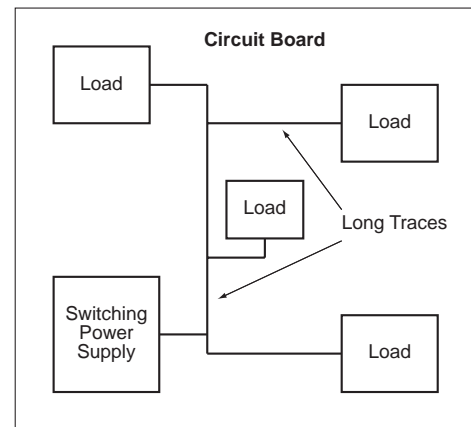 Circuit Board
Load
Load
Load
Long Traces
Switching
Power
Supply
Load